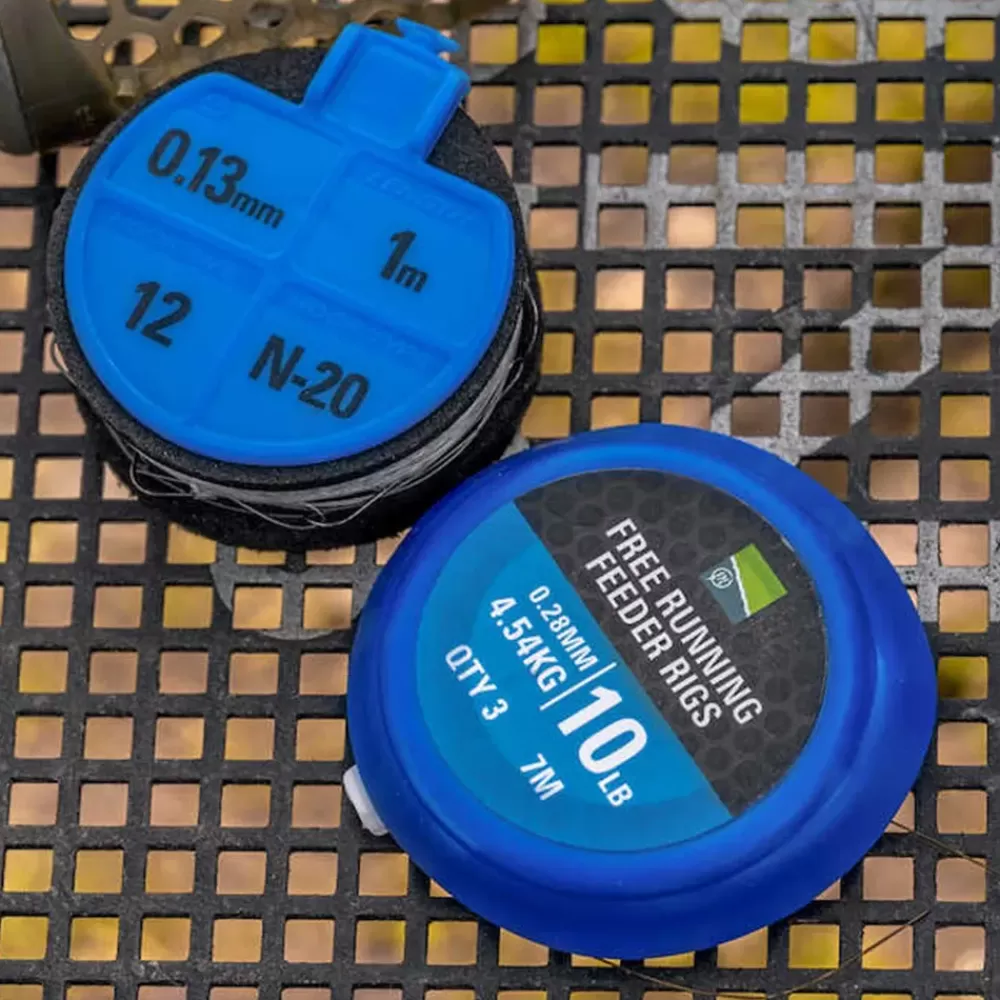 0.13mm
1m
12
N-20
FREE RUNNING
FEEDER RIGS
0.28MM
4.54KG
10LB
QTY 3
7M